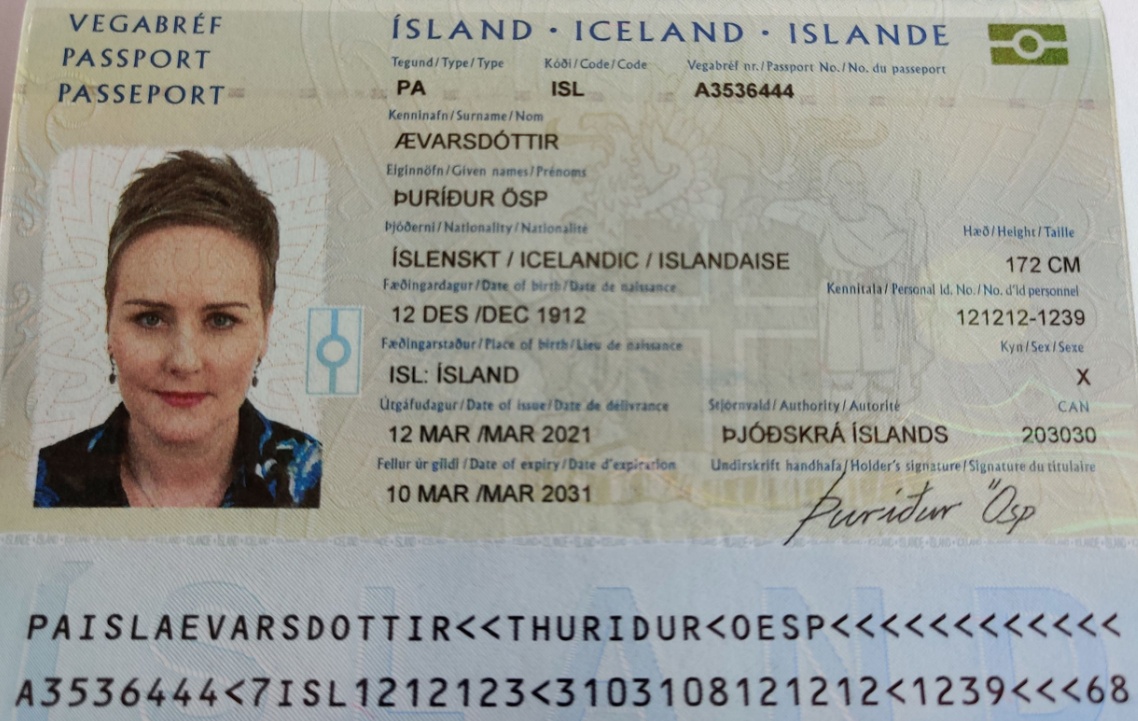 VEGABRÉF
PASSPORT
PASSEPORT
ÍSLAND · ICELAND · ISLANDE
Tegund/Type/Type Kóði/Code/Code Vegabréf nr./Passport No./No. du passeport
PA ISL A3536444
Kenninafn/Surname/Nom
ÆVARSDÓTTIR
Eiginnöfn/Given names/Prénoms
ÞURÍÐUR ÖSP
Þjóðerni/Nationality/Nationalité Hæð/Height/Taille
ÍSLENSKT / ICELANDIC / ISLANDAISE 172 CM
Fæðingardagur/Date of birth/Date de naissance Kennitala/Personal Id. No./No. d'id personnel
12 DES /DEC 1912 121212-1239
Fæðingarstaður/Place of birth/Lieu de naissance Kyn/Sex/Sexe
ISL: ÍSLAND X
Útgáfudagur/Date of issue/Date de délivrance Stjórnvald/Authority/Autorité CAN
12 MAR /MAR 2021 ÞJÓÐSKRÁ ÍSLANDS 203030
Fellur úr gildi/Date of expiry/Date d'expiration Undirskrift handhafa/Holder's signature/Signature du titulaire
10 MAR /MAR 2031 Þuríður Ösp
ÍSLAND
PAISLAEVARSDOTTIR<<THURIDUR<OESP<<<<<<<<<<<<
A3536444<7ISL1212123<3103108121212<1239<<<68